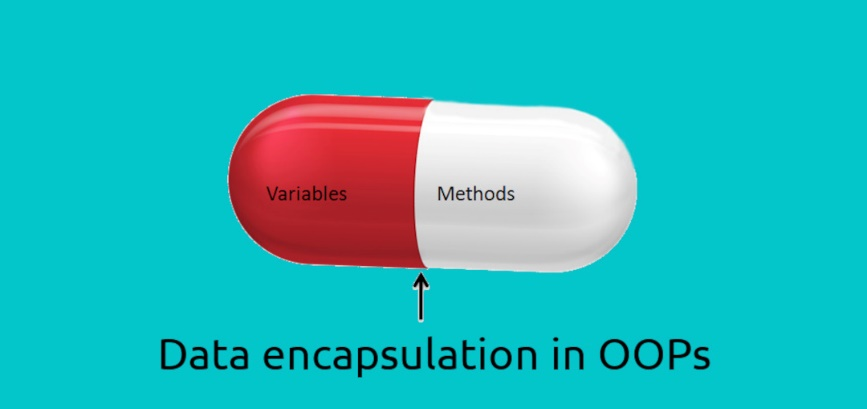 Variables Methods
Data encapsulation in OOPs